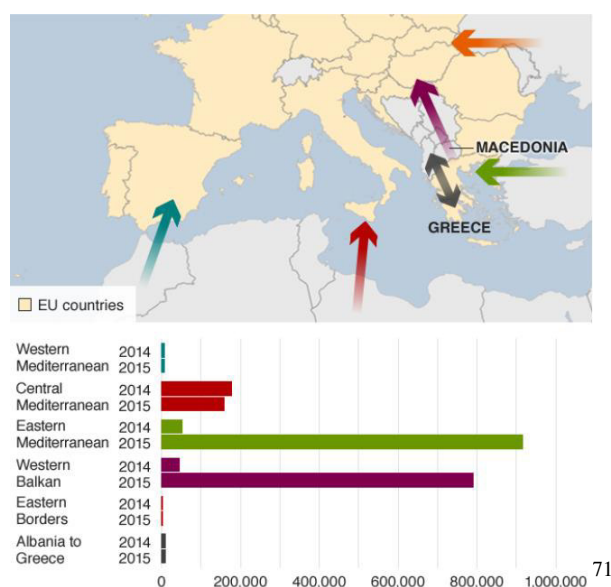 MACEDONIA
GREECE
EU countries
Western 2014
Mediterranean 2015
Central 2014
Mediterranean 2015
Eastern 2014
Mediterranean 2015
Western 2014
Balkan 2015
Eastern 2014
Borders 2015
Albania to 2014
Greece 2015
0 200.000 400.000 600.000 800.000 1.000.000
71